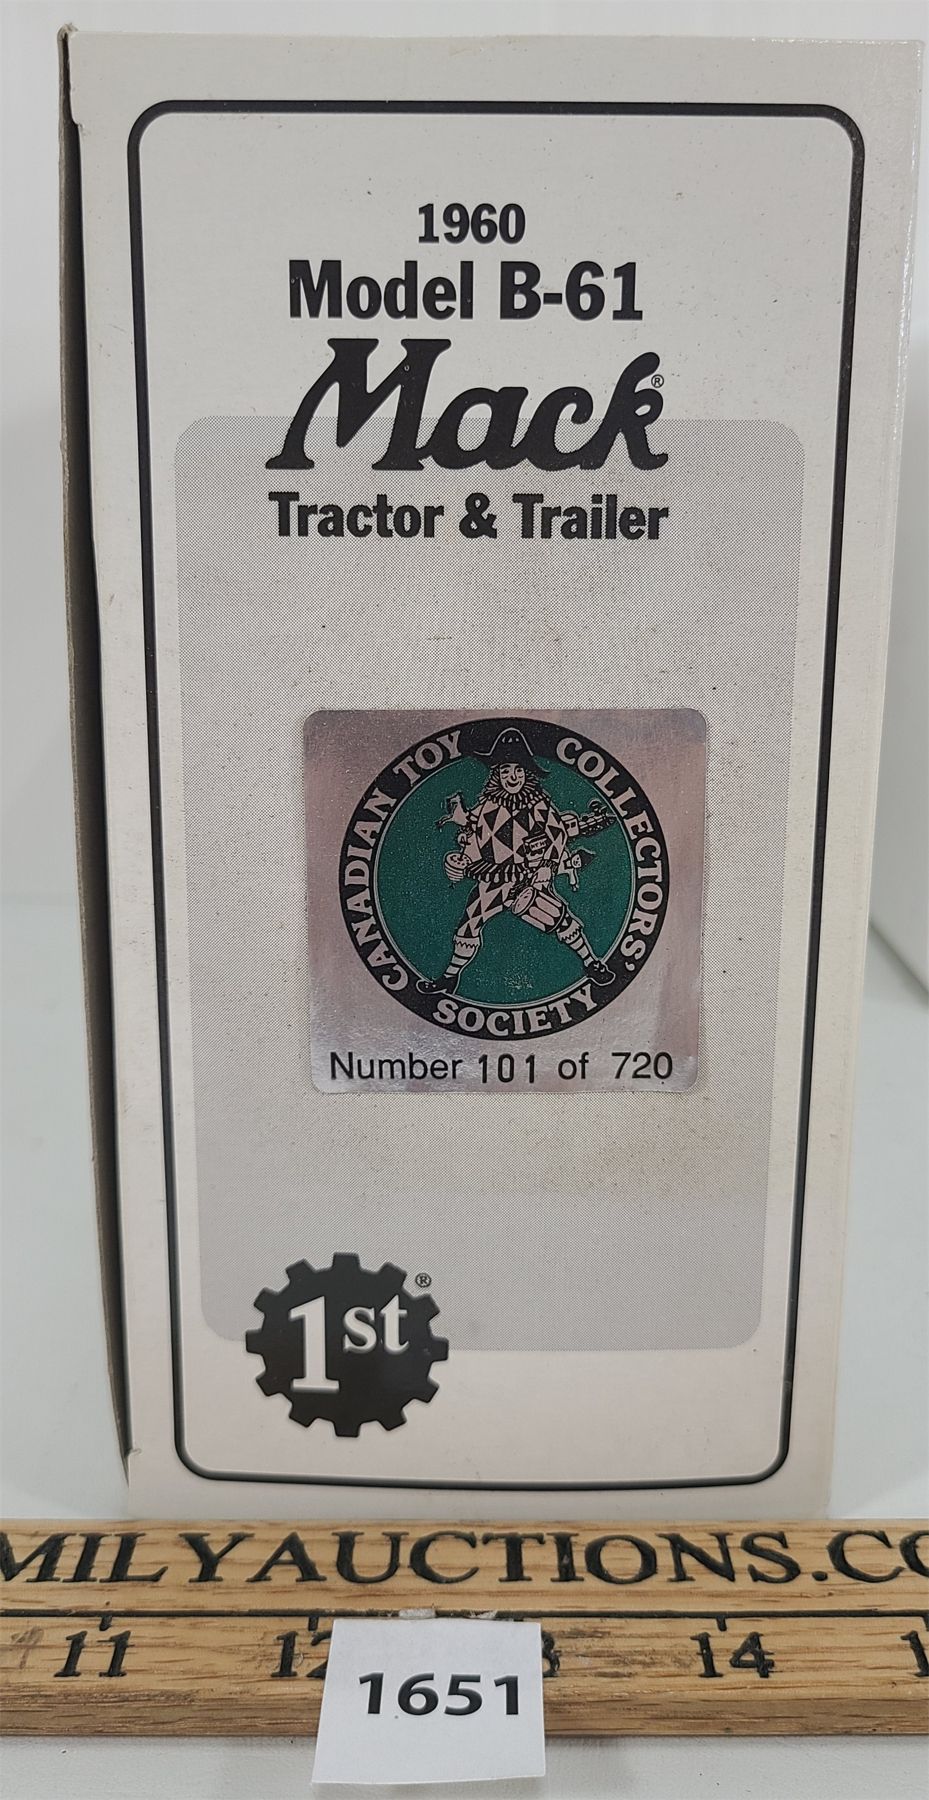 1960
Model B-61
Mack®
Tractor & Trailer
CANADIAN TOY COLLECTORS' SOCIETY
Number 101 of 720
1st®
MILYAUCTIONS.CO
11 12 14
1651